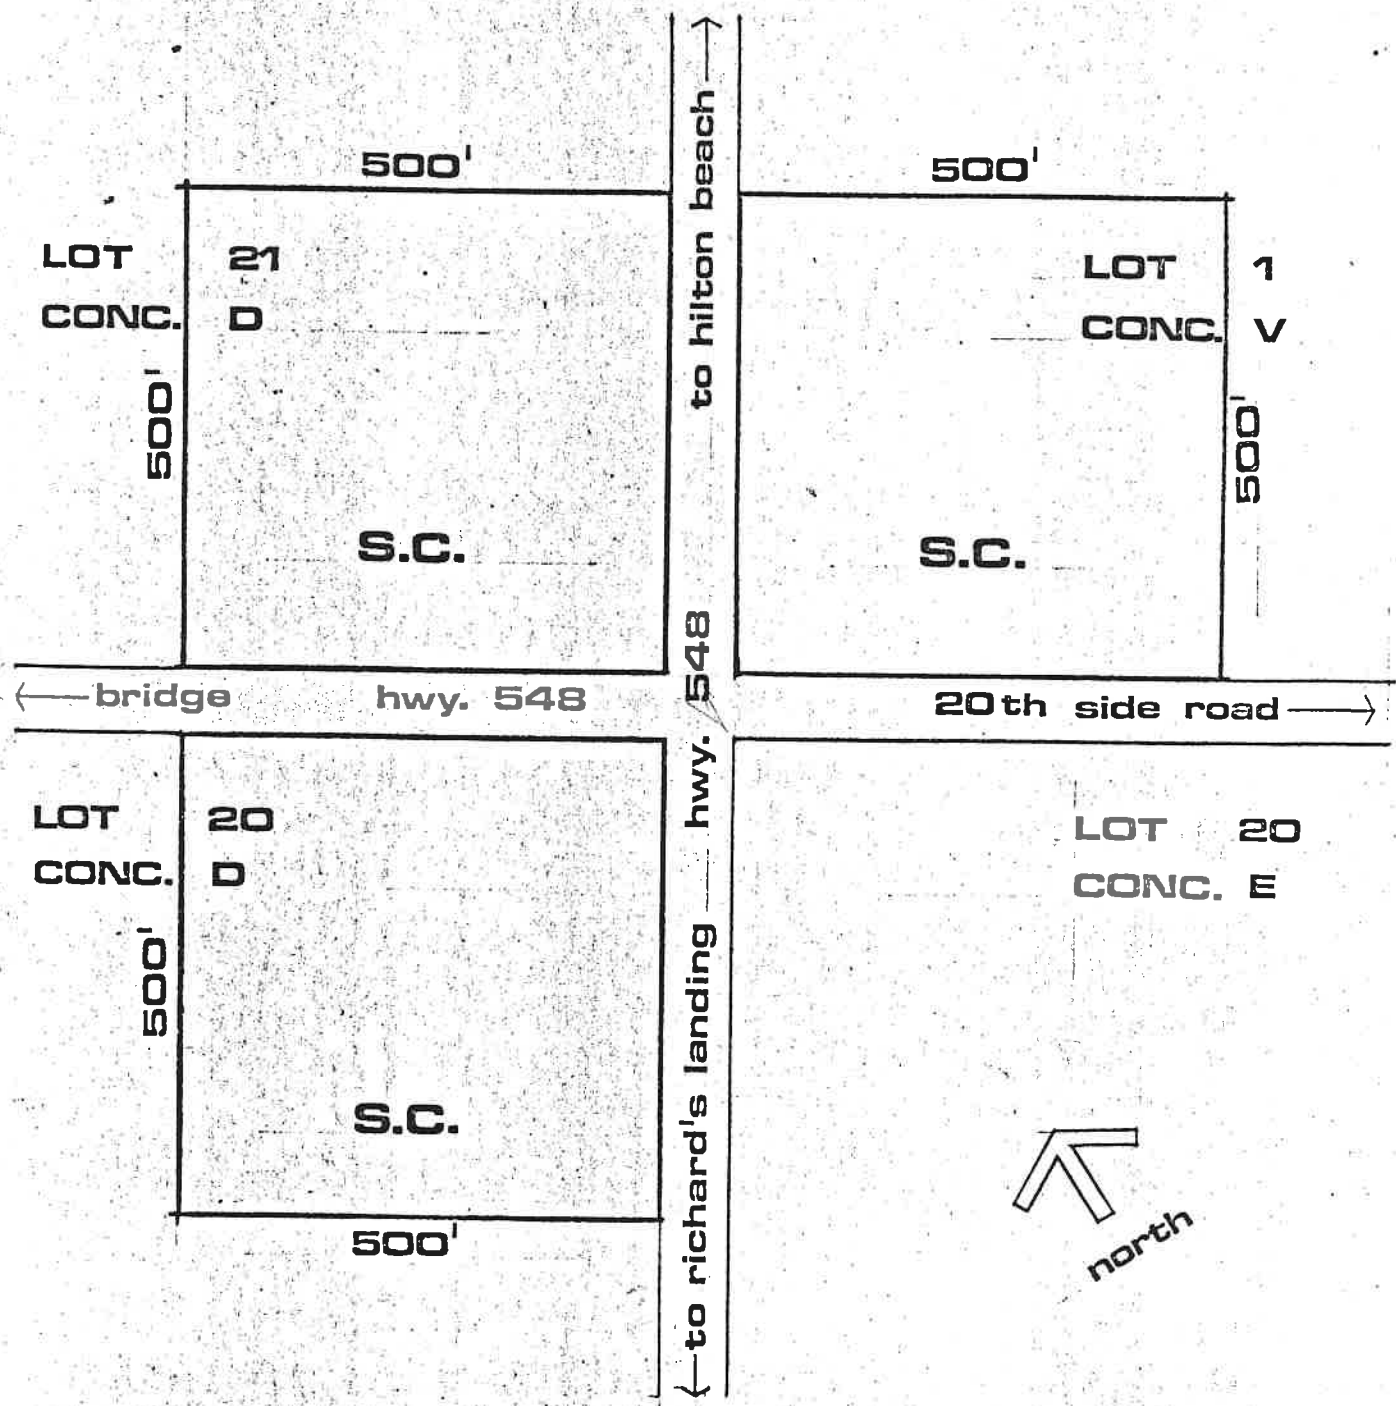 500'
500'
to hilton beach
LOT 21
CONC. D
LOT 1
CONC. V
500'
500'
S.C.
S.C.
bridge hwy. 548
20th side road
hwy. 548
LOT 20
CONC. D
LOT 20
CONC. E
500'
to richard's landing
S.C.
500'
north